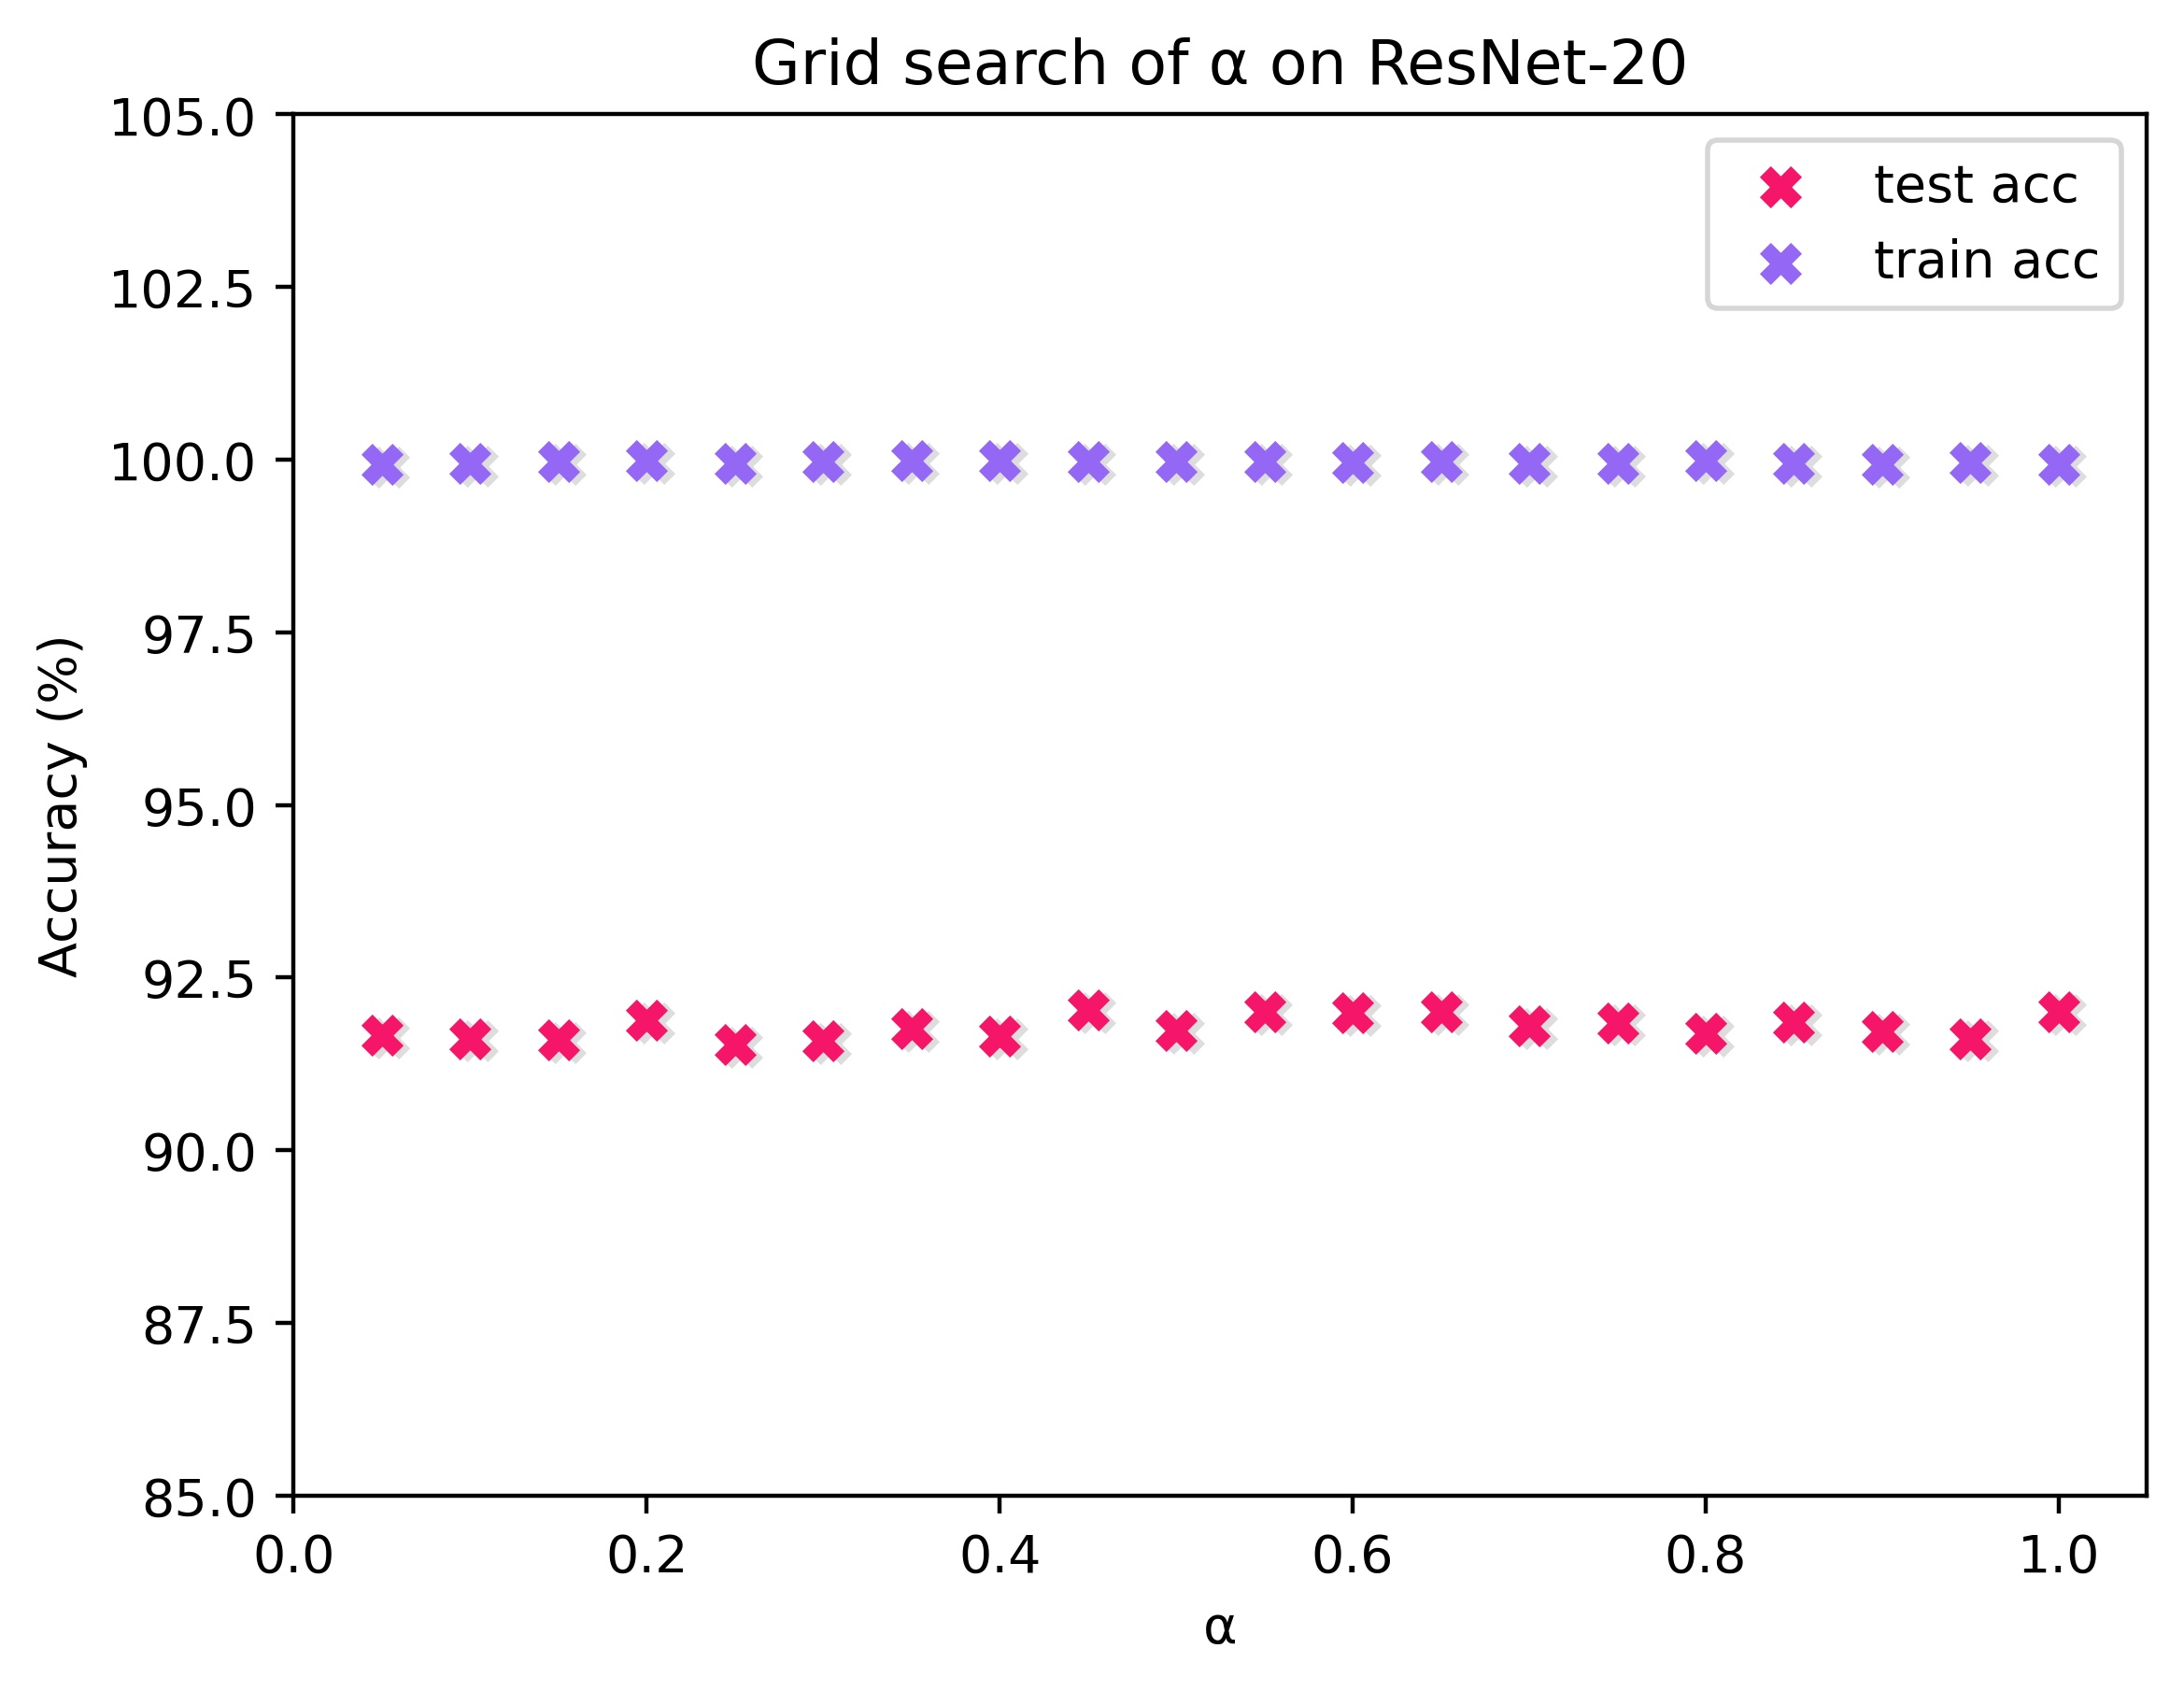 Grid search of α on ResNet-20
105.0
102.5
100.0
97.5
95.0
92.5
90.0
87.5
85.0
Accuracy (%)
test acc
train acc
0.0 0.2 0.4 0.6 0.8 1.0
α